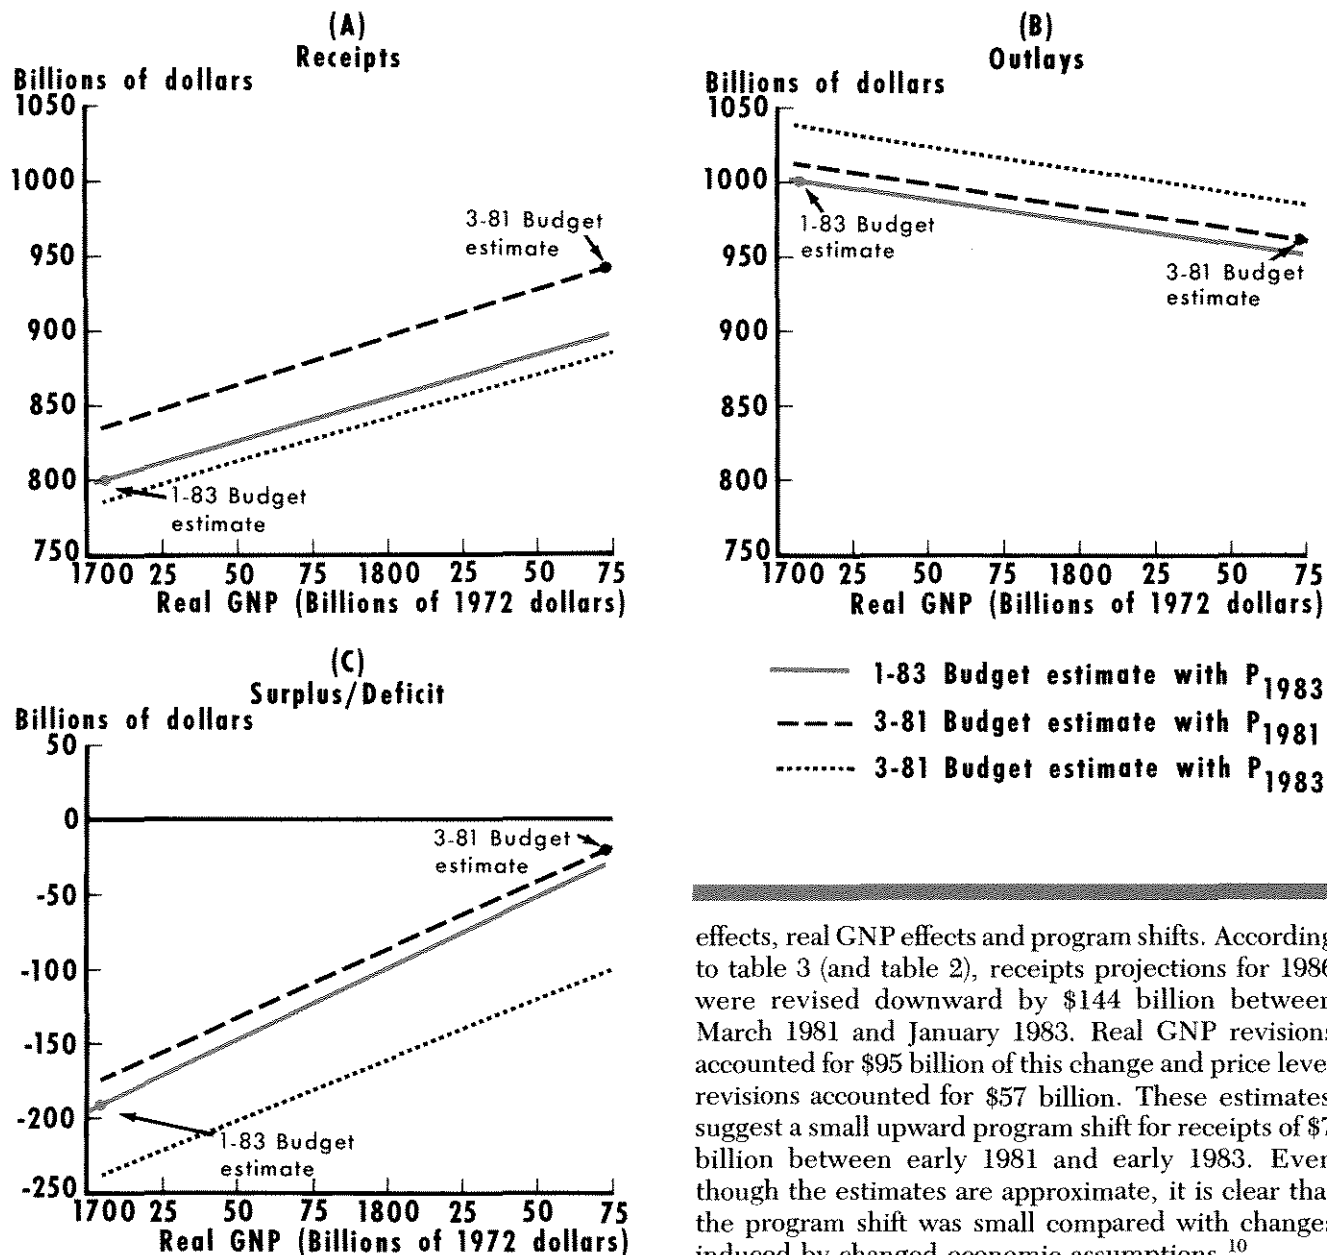 (A)
Receipts
Billions of dollars
1050
1000
950
900
850
800
750
3-81 Budget
estimate
1-83 Budget
estimate
1700 25 50 75 1800 25 50 75
Real GNP (Billions of 1972 dollars)
(B)
Outlays
Billions of dollars
1050
1000
950
900
850
800
750
1-83 Budget
estimate
3-81 Budget
estimate
1700 25 50 75 1800 25 50 75
Real GNP (Billions of 1972 dollars)
(C)
Surplus/Deficit
Billions of dollars
50
0
-50
-100
-150
-200
-250
3-81 Budget
estimate
1-83 Budget
estimate
1700 25 50 75 1800 25 50 75
Real GNP (Billions of 1972 dollars)
1-83 Budget estimate with P1983
3-81 Budget estimate with P1981
3-81 Budget estimate with P1983
effects, real GNP effects and program shifts. According
to table 3 (and table 2), receipts projections for 1986
were revised downward by $144 billion between
March 1981 and January 1983. Real GNP revisions
accounted for $95 billion of this change and price level
revisions accounted for $57 billion. These estimates
suggest a small upward program shift for receipts of $7
billion between early 1981 and early 1983. Even
though the estimates are approximate, it is clear that
the program shift was small compared with changes
induced by changed economic assumptions.10